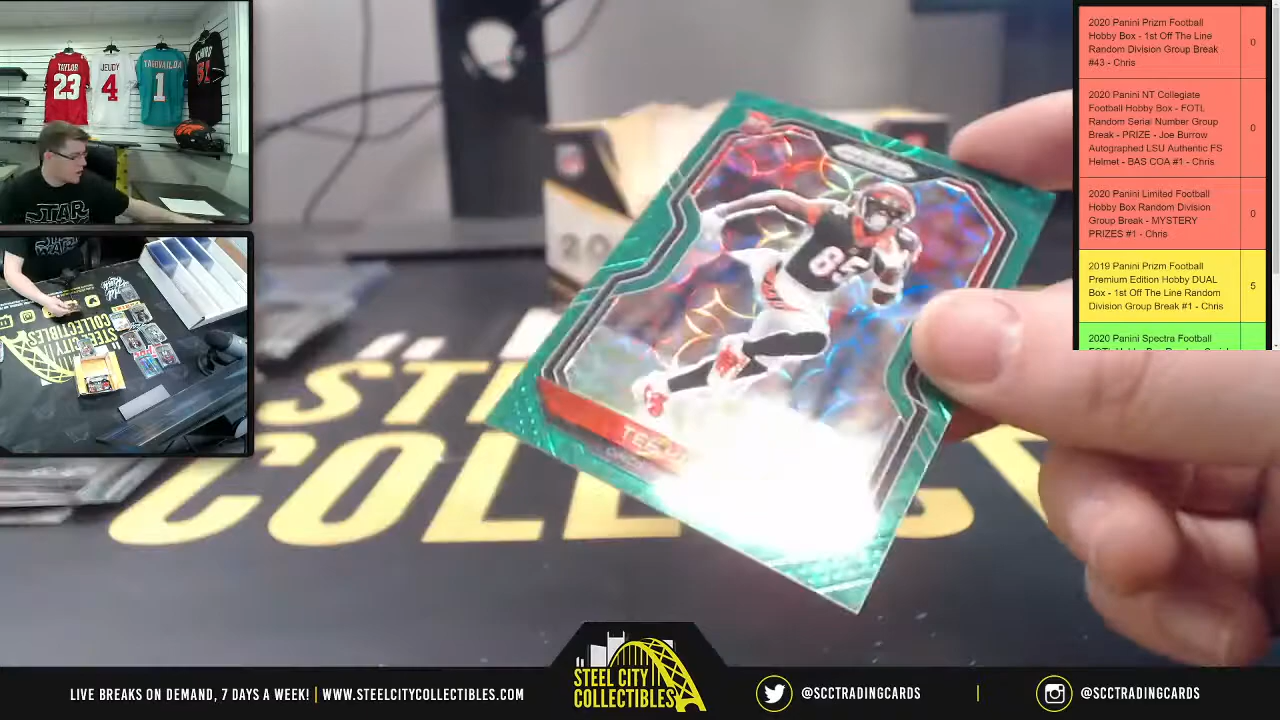 TAYLOR
23
JEUDY
4
TAGOVAILOA
1
STAR
85
20
STEEL CITY
COLLECTIBLES
2020 Panini Prizm Football
Hobby Box - 1st Off The Line
Random Division Group Break
#43 - Chris
0
2020 Panini NT Collegiate
Football Hobby Box - FOTL
Random Serial Number Group
Break - PRIZE - Joe Burrow
Autographed LSU Authentic FS
Helmet - BAS COA #1 - Chris
0
2020 Panini Limited Football
Hobby Box Random Division
Group Break - MYSTERY
PRIZES #1 - Chris
0
2019 Panini Prizm Football
Premium Edition Hobby DUAL
Box - 1st Off The Line Random
Division Group Break #1 - Chris
5
2020 Panini Spectra Football
LIVE BREAKS ON DEMAND, 7 DAYS A WEEK! | WWW.STEELCITYCOLLECTIBLES.COM
@SCCTRADINGCARDS
@SCCTRADINGCARDS